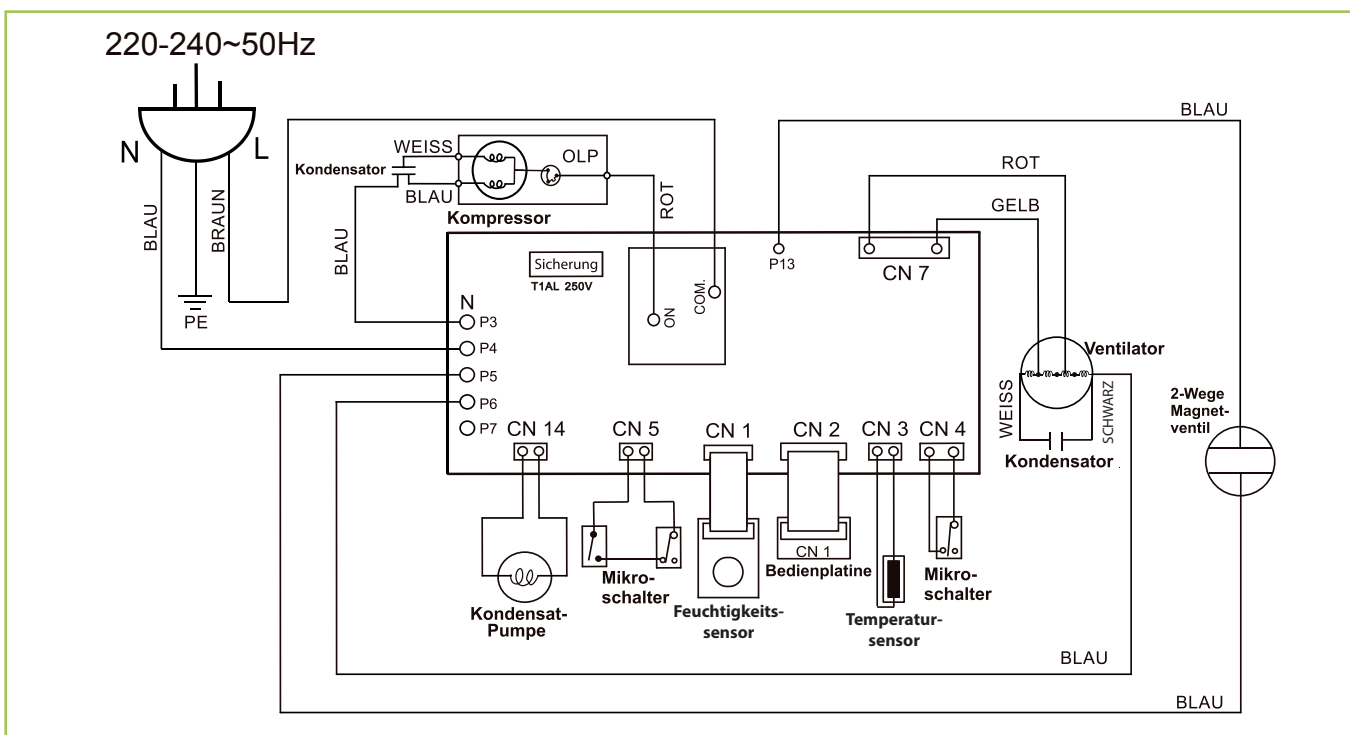 220-240~50Hz
N
L
BLAU
BRAUN
PE
Kondensator
WEISS
BLAU
OLP
Kompressor
BLAU
ROT
Sicherung
T1AL 250V
ON
COM.
P13
CN 7
ROT
GELB
BLAU
N
P3
P4
P5
P6
P7
CN 14
CN 5
CN 1
CN 2
CN 3
CN 4
Ventilator
WEISS
SCHWARZ
Kondensator
2-Wege
Magnet-
ventil
Kondensat-
Pumpe
Mikro-
schalter
Feuchtigkeits-
sensor
CN 1
Bedienplatine
Temperatur-
sensor
Mikro-
schalter
BLAU
BLAU